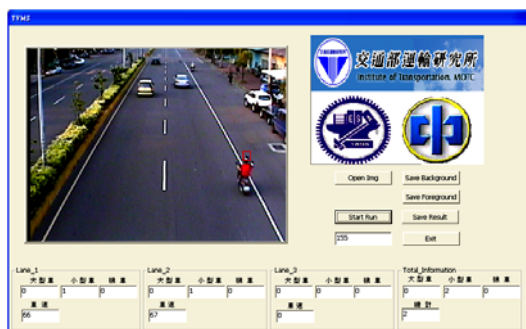 TVMS
交通部運輸研究所
Institute of Transportation, MOTC
Open Img
Save Background
Save Foreground
Start Run
Save Result
155
Exit
Lane_1
大型車 小型車 機車
0 1 0
車速
66
Lane_2
大型車 小型車 機車
0 1 0
車速
67
Lane_3
大型車 小型車 機車
0 0 0
車速
0
Total_Information
大型車 小型車 機車
0 2 0
總計
2